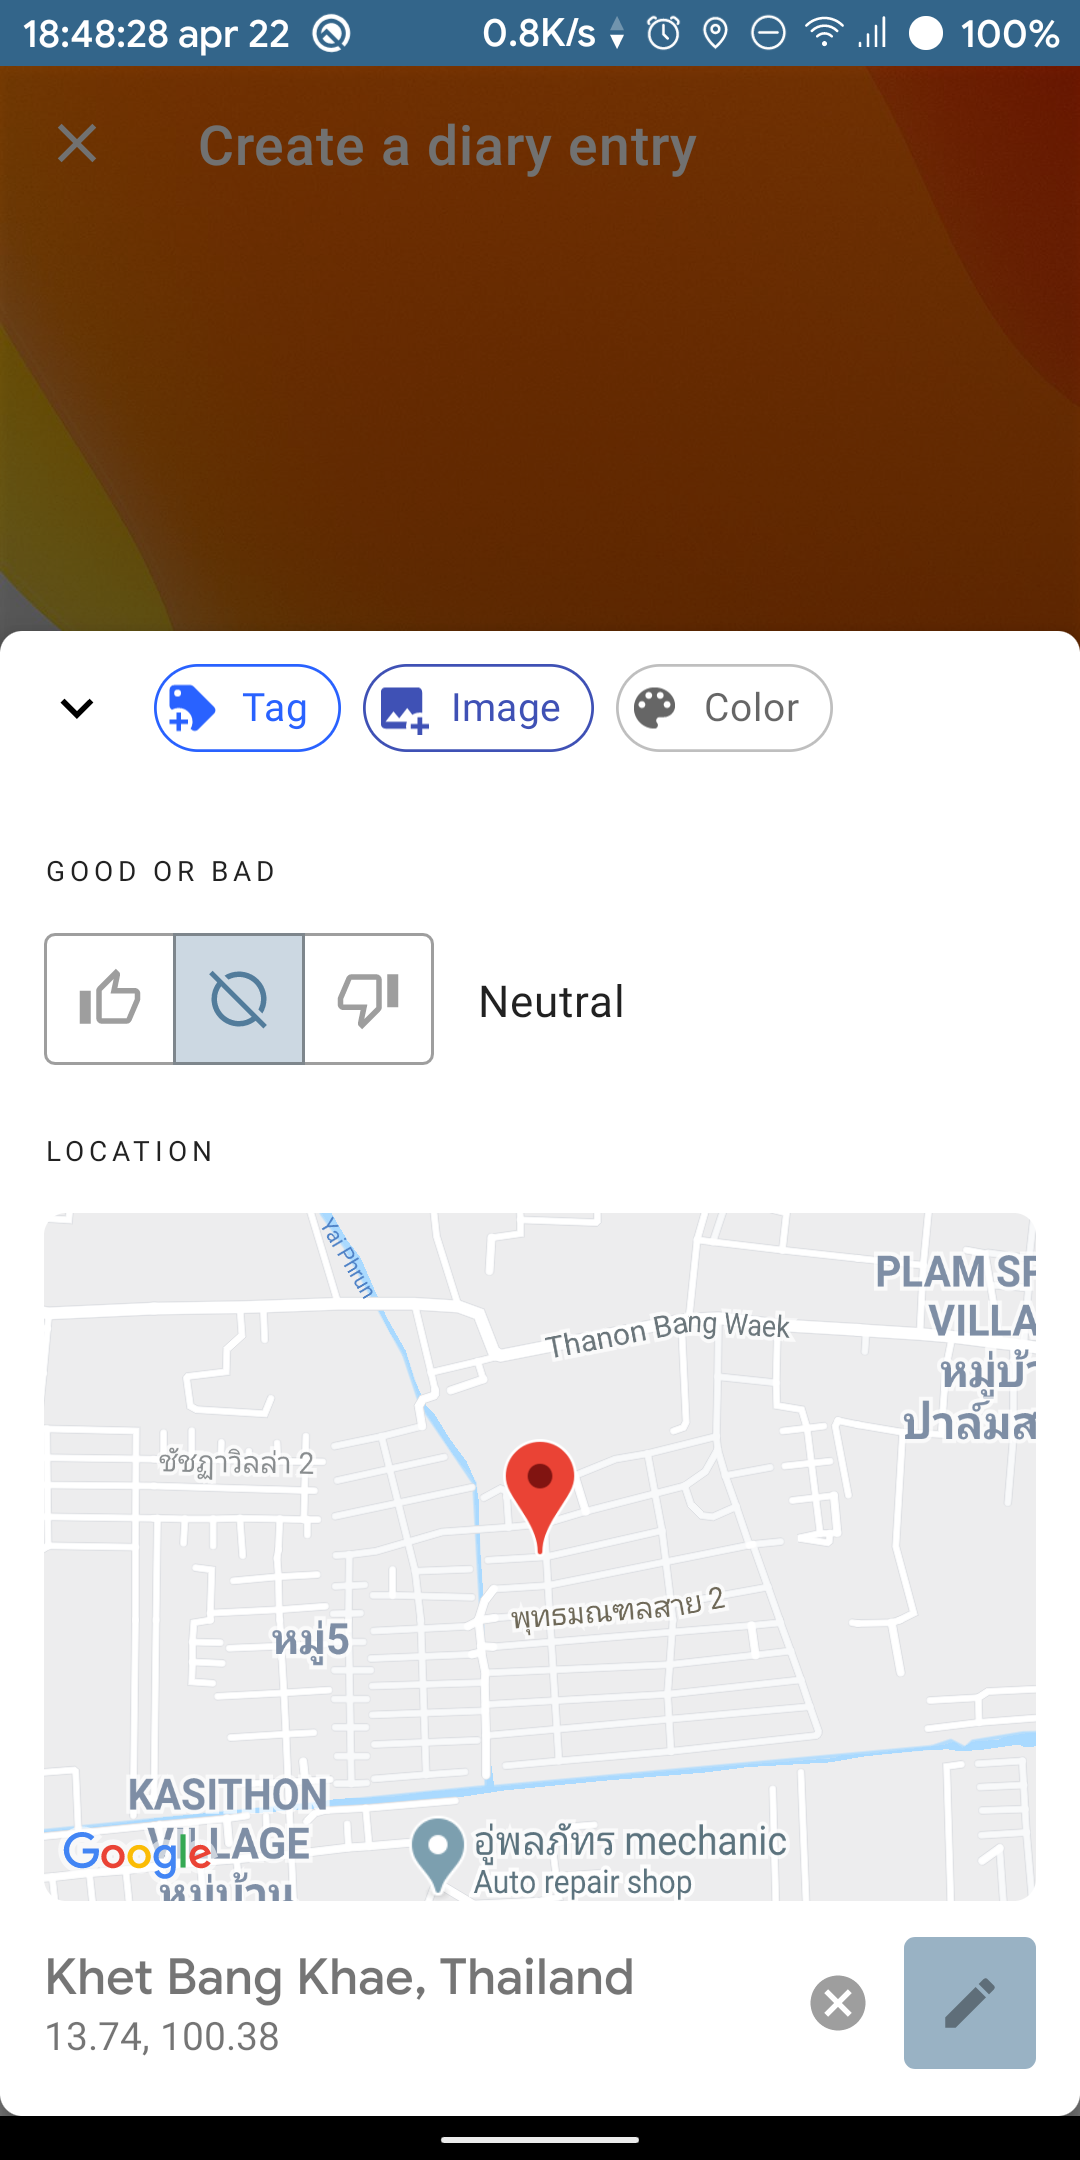 18:48:28 apr 22 0.8K/s 100%
Create a diary entry
Tag Image Color
GOOD OR BAD
Neutral
LOCATION
Yai Phrun
PLAM SP
VILLA
หมู่บ้า
ปาล์มส
Thanon Bang Waek
ชัชฎาวิลล่า 2
พุทธมณฑลสาย 2
หมู่5
KASITHON
VILLAGE
หมู่บ้าน
Google
อู่พลภัทร mechanic
Auto repair shop
Khet Bang Khae, Thailand
13.74, 100.38